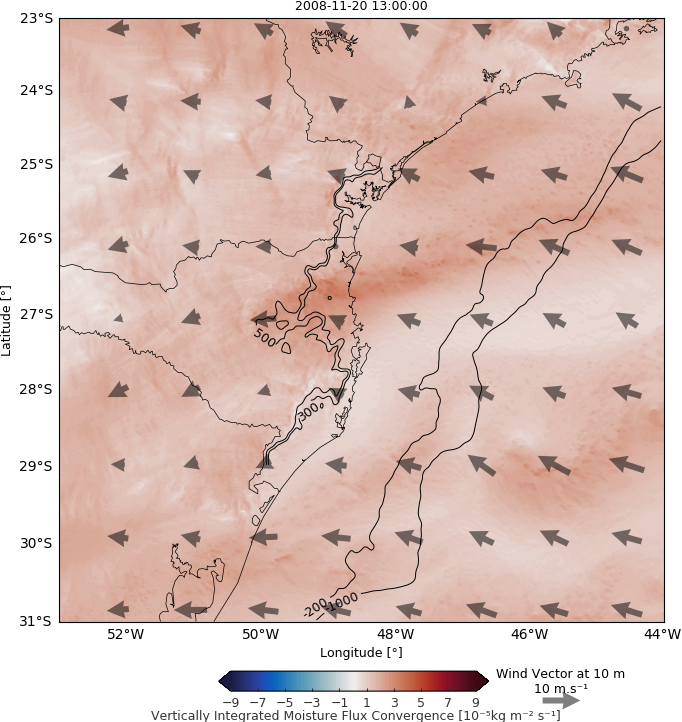 2008-11-20 13:00:00
23°S
24°S
25°S
26°S
27°S
28°S
29°S
30°S
31°S
Latitude [°]
500
300
-200
-1000
52°W 50°W 48°W 46°W 44°W
Longitude [°]
Wind Vector at 10 m
10 m.s⁻¹
−9 −7 −5 −3 −1 1 3 5 7 9
Vertically Integrated Moisture Flux Convergence [10⁻⁵kg m⁻² s⁻¹]